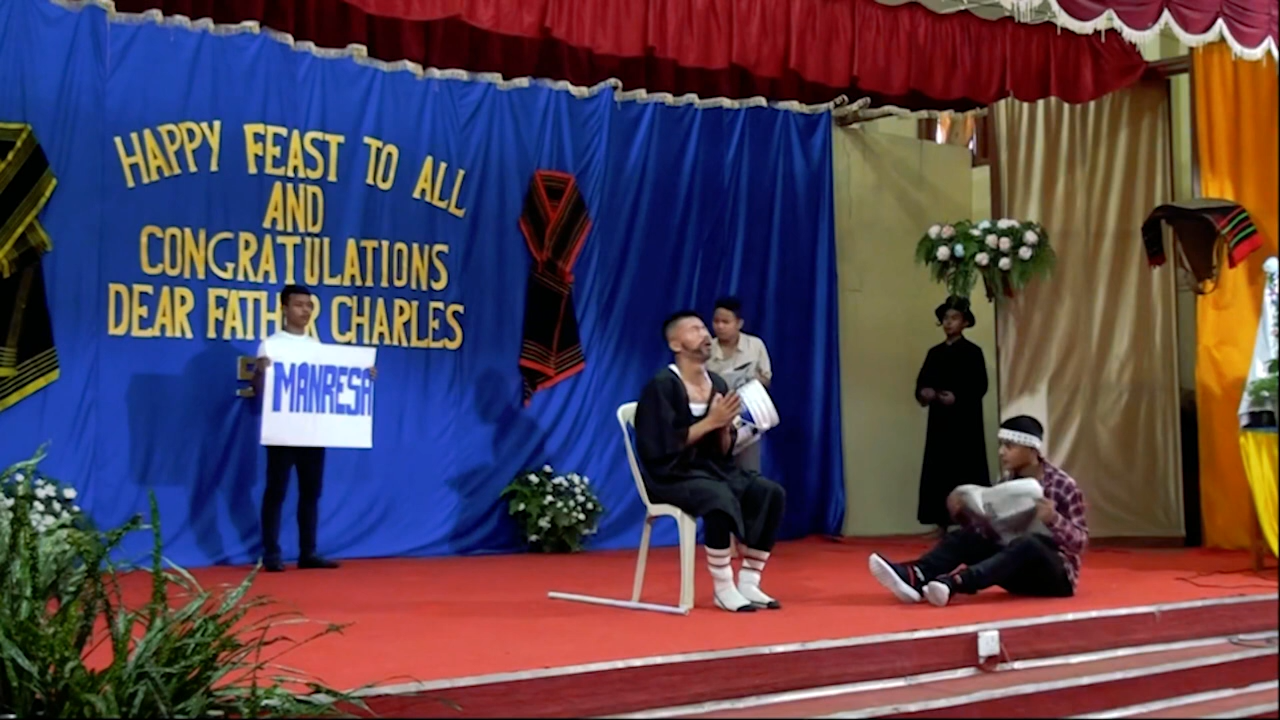 HAPPY FEAST TO ALL
AND
CONGRATULATIONS
DEAR FATHER CHARLES
MANRESA